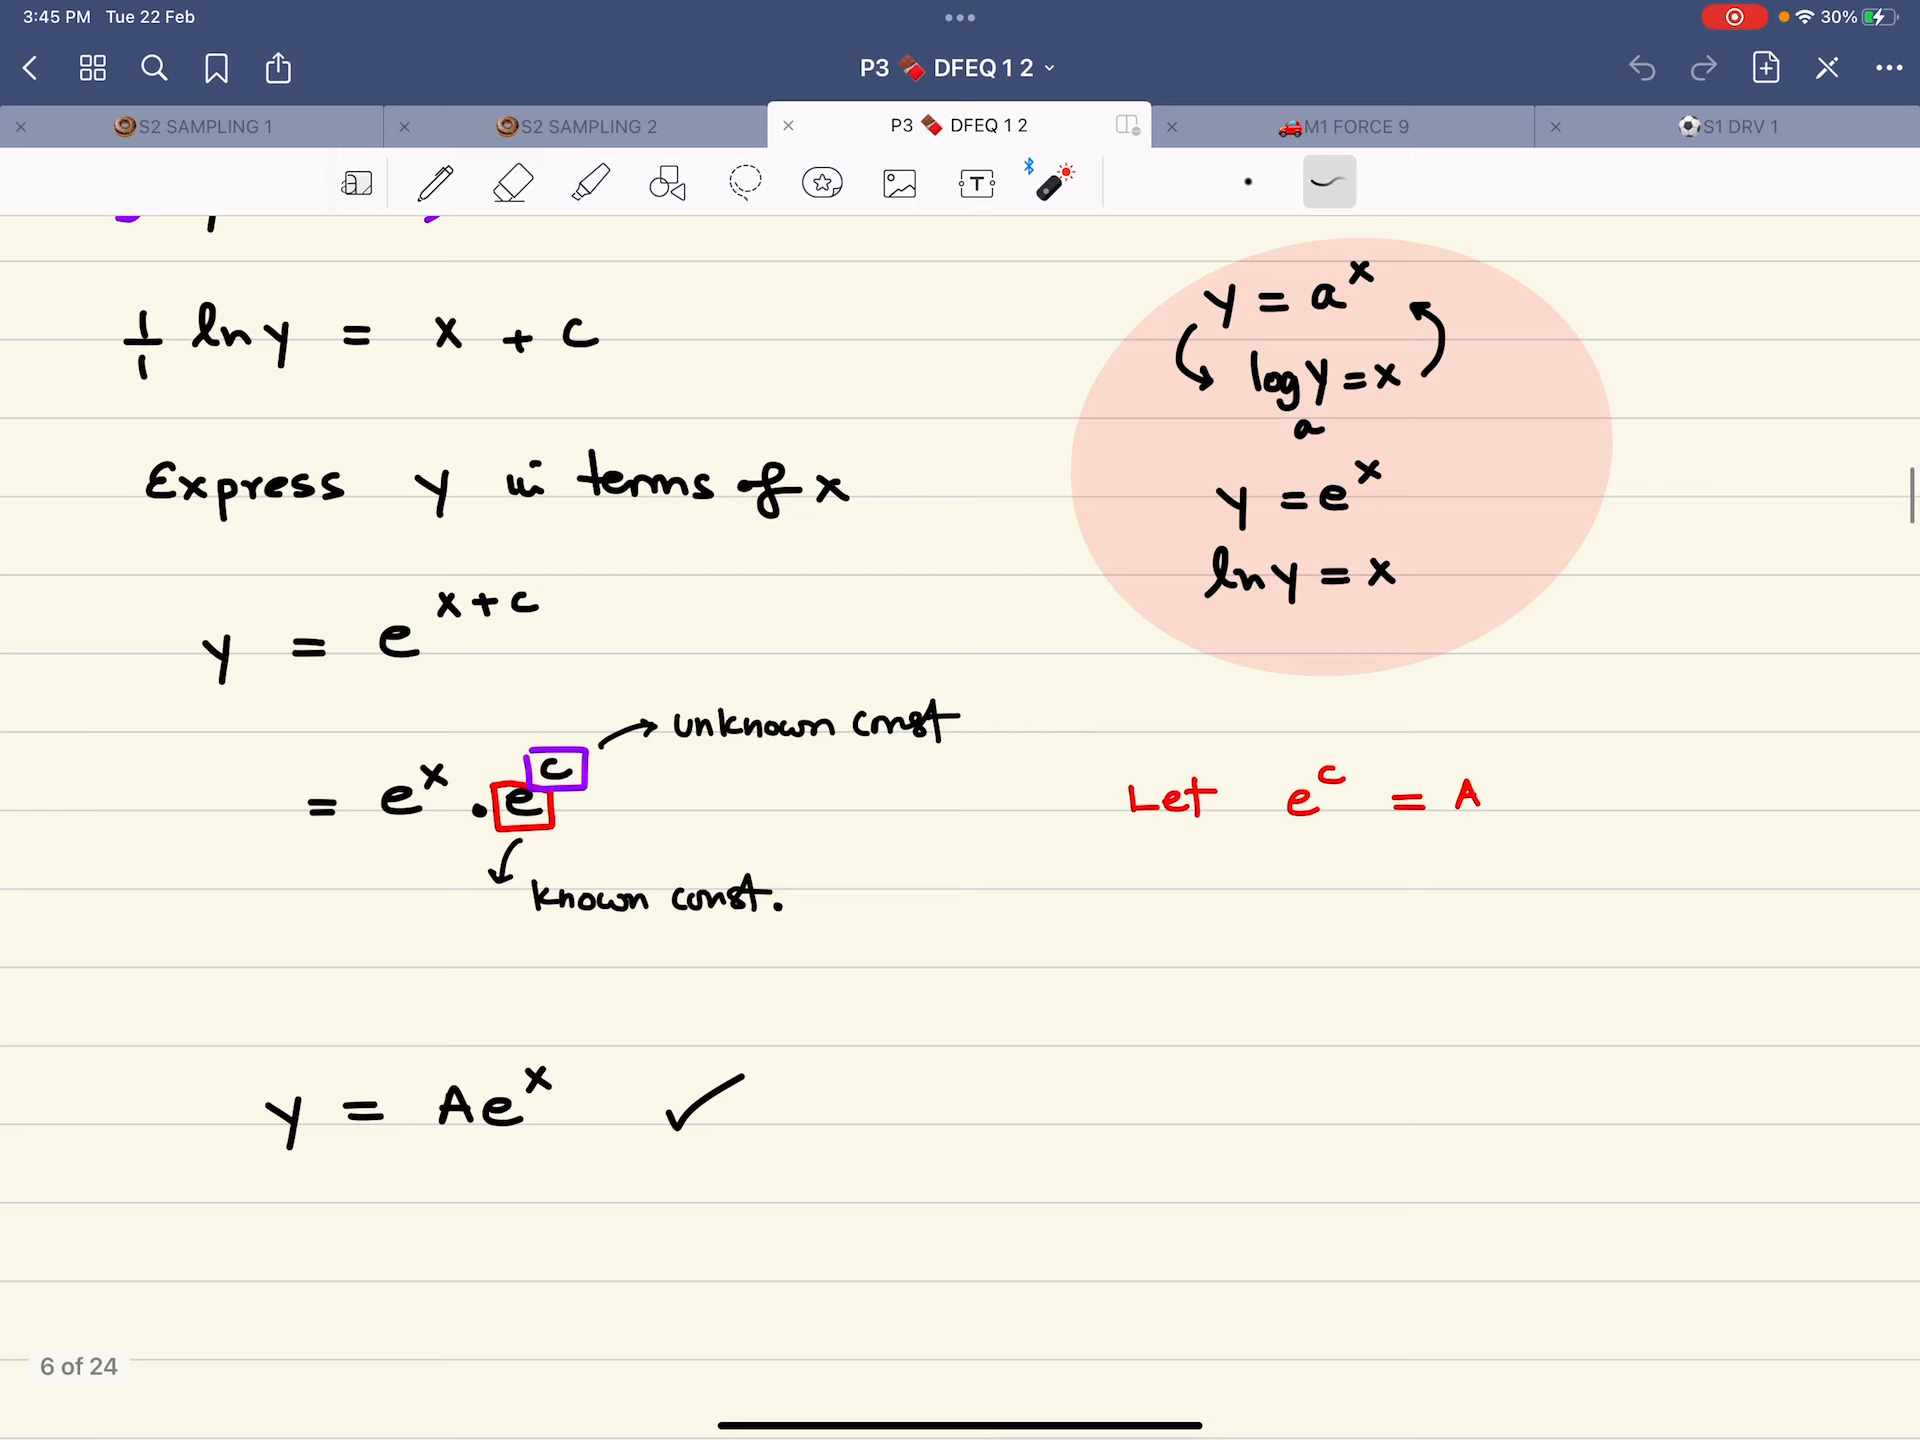 3:45 PM Tue 22 Feb
30%
P3 🍫 DFEQ 1 2
S2 SAMPLING 1
S2 SAMPLING 2
P3 🍫 DFEQ 1 2
M1 FORCE 9
S1 DRV 1
1/1 ln y = x + c
Express y in terms of x
y = e^(x+c)
= e^x . e^c
unknown const
known const.
y = Ae^x ✓
y = a^x
log_a y = x
y = e^x
ln y = x
Let e^c = A
6 of 24